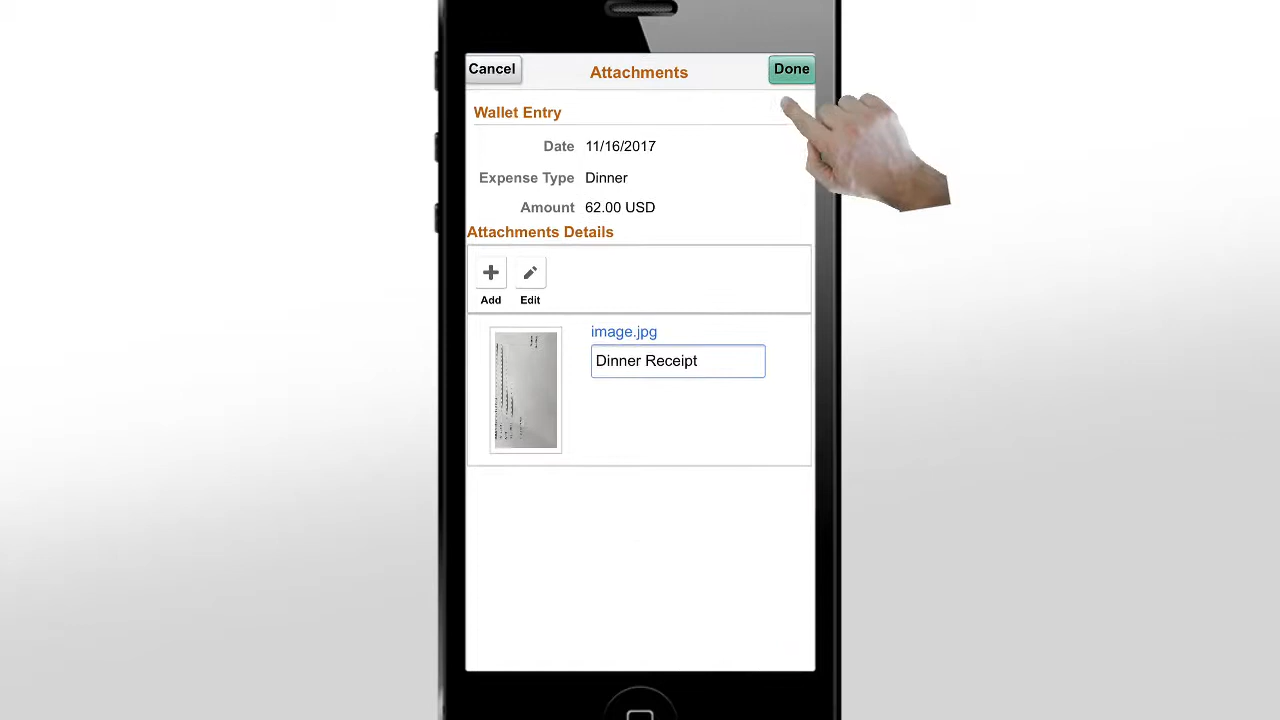 Cancel Attachments Done
Wallet Entry
Date 11/16/2017
Expense Type Dinner
Amount 62.00 USD
Attachments Details
Add Edit
image.jpg
Dinner Receipt